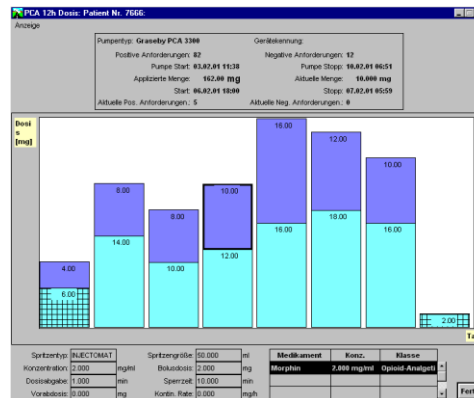 PCA 12h Dosis: Patient Nr. 7666:
Anzeige
Pumpentyp: Graseby PCA 3300 Gerätekennung:
Positive Anforderungen: 82 Negative Anforderungen: 12
Pumpe Start: 03.02.01 11:38 Pumpe Stopp: 10.02.01 06:51
Applizierte Menge: 162.00 mg Aktuelle Menge: 10.000 mg
Start: 06.02.01 18:00 Stopp: 07.02.01 05:59
Aktuelle Pos. Anforderungen.: 5 Aktuelle Neg. Anforderungen.: 0
Dosi
s
[mg]
16.00
12.00
10.00
8.00
10.00
8.00
4.00
14.00
10.00
12.00
16.00
18.00
16.00
6.00
2.00
Ta
Spritzentyp: INJECTOMAT Spritzengröße: 50.000 ml Medikament Konz. Klasse
Konzentration: 2.000 mg/ml Bolusdosis: 2.000 mg Morphin 2.000 mg/ml Opioid-Analgeti
Dosisabgabe: 1.000 min Sperrzeit: 10.000 min
Vorabdosis: 0.000 mg Kontin. Rate: 0.000 mg/h Fert